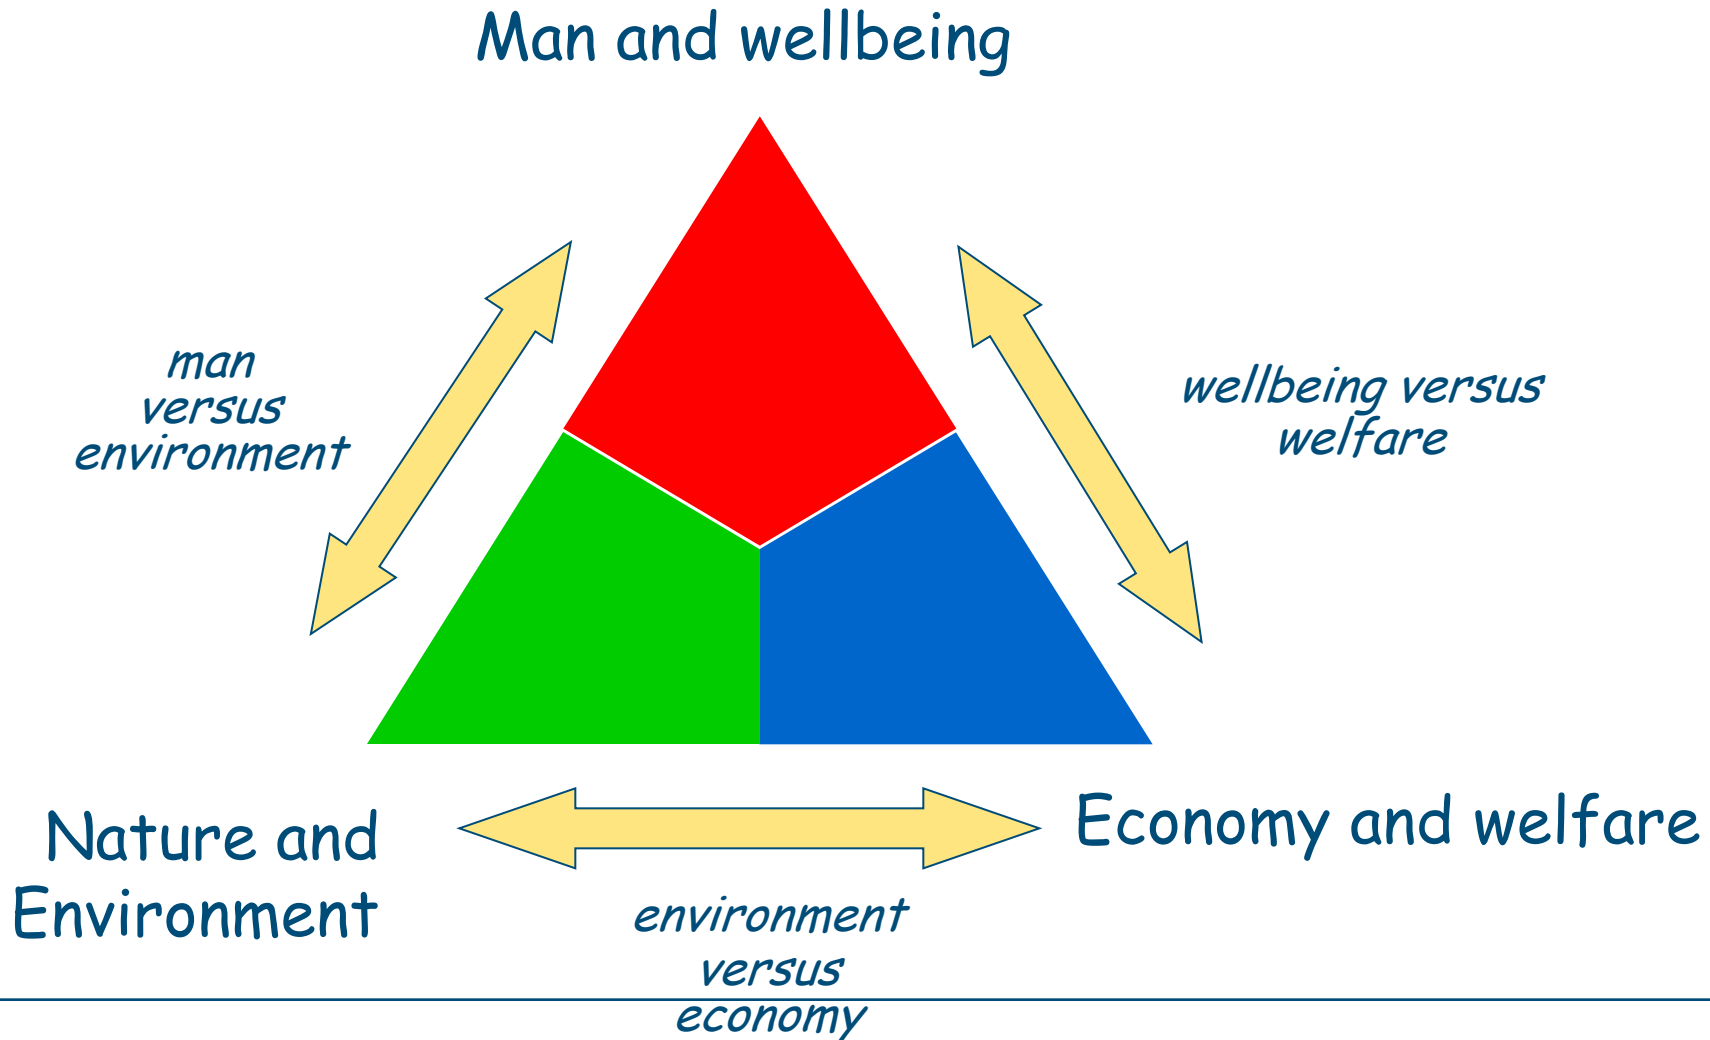 Man and wellbeing
man
versus
environment
wellbeing versus
welfare
Nature and
Environment
Economy and welfare
environment
versus
economy